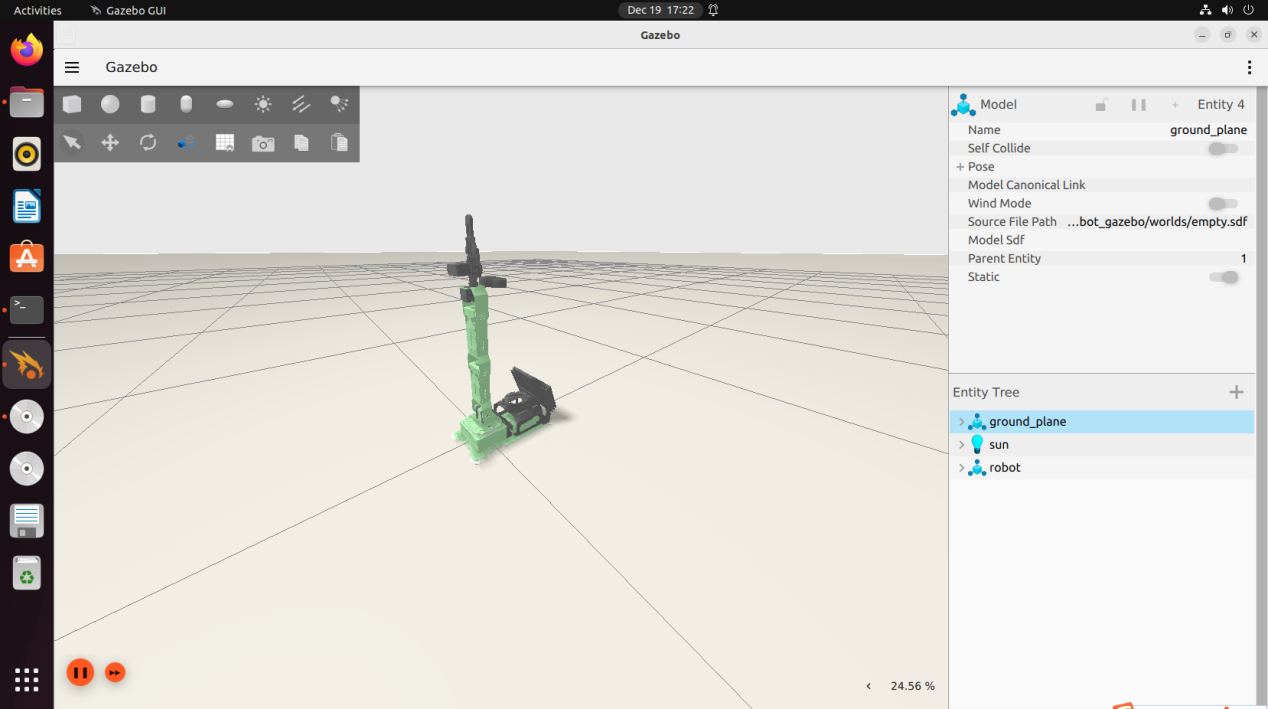 Activities
Gazebo GUI
Dec 19 17:22
Gazebo
Gazebo
Model
Entity 4
Name
ground_plane
Self Collide
Pose
Model Canonical Link
Wind Mode
Source File Path
...bot_gazebo/worlds/empty.sdf
Model Sdf
Parent Entity
1
Static
Entity Tree
ground_plane
sun
robot
24.56 %